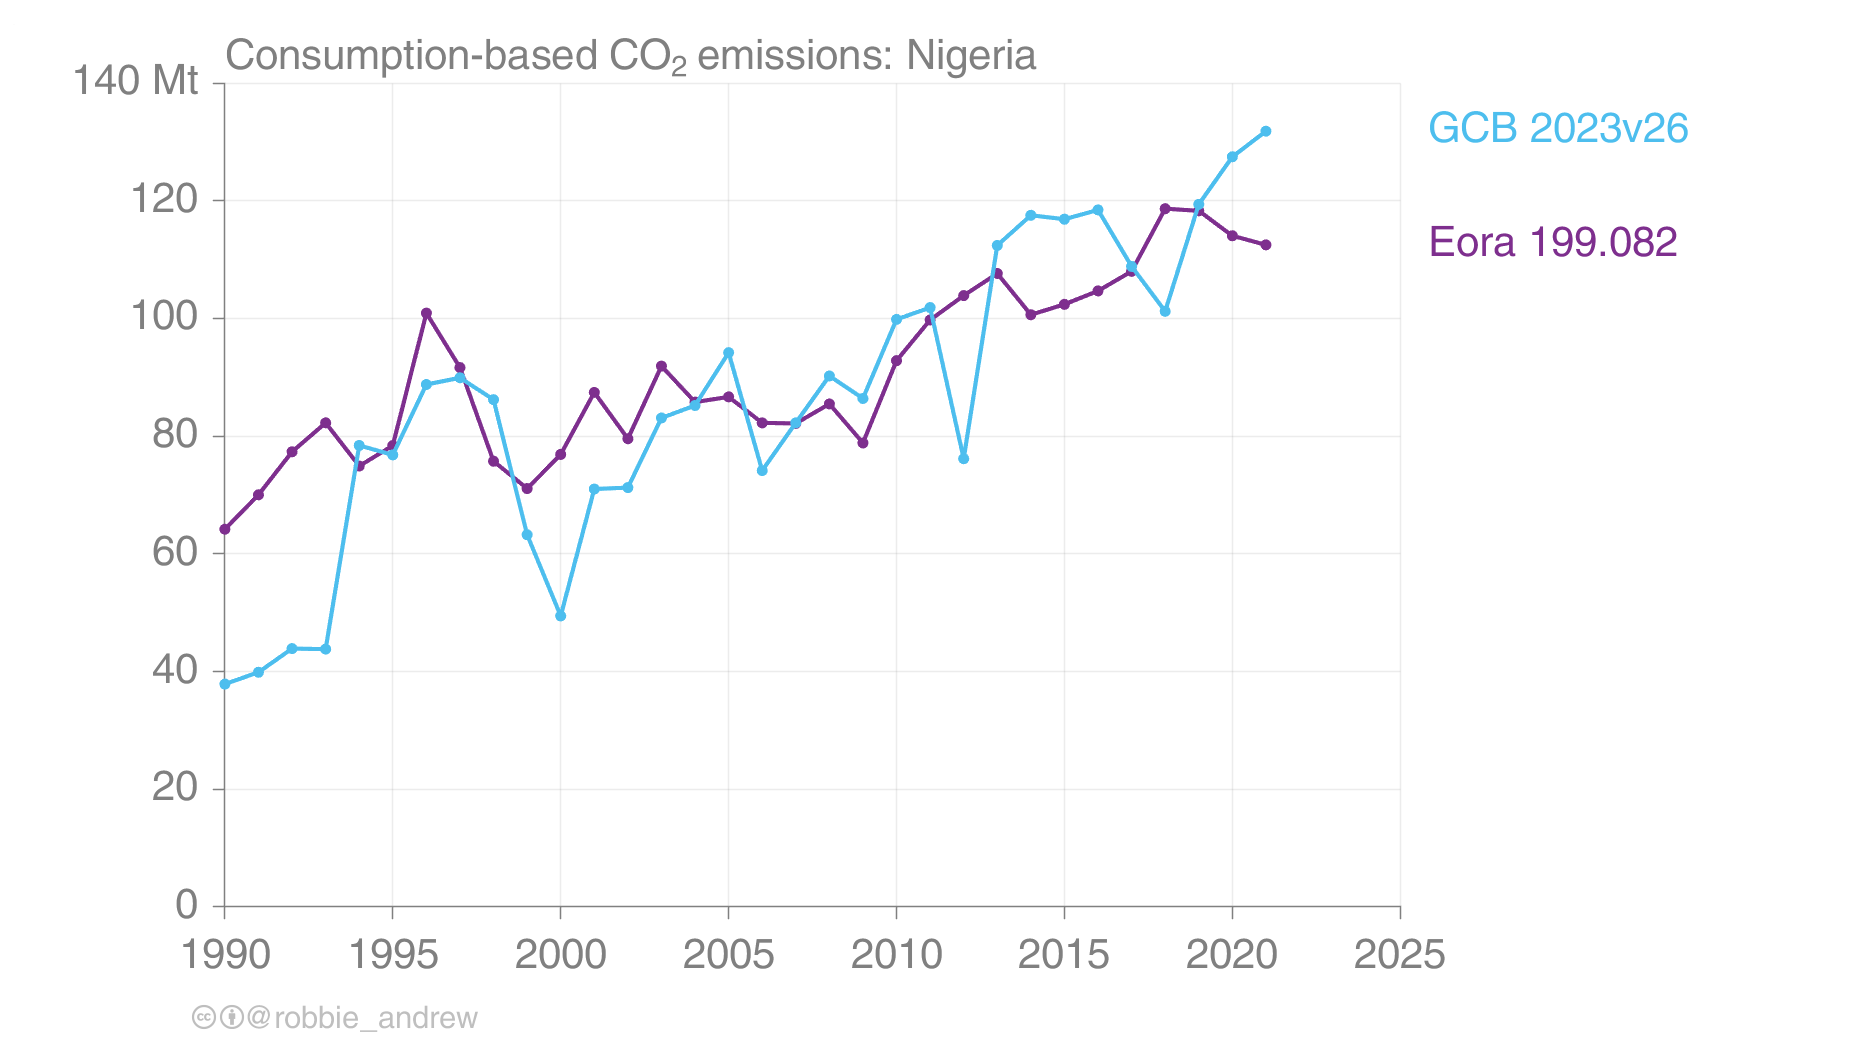 Consumption-based CO₂ emissions: Nigeria
140 Mt
120
100
80
60
40
20
0
1990 1995 2000 2005 2010 2015 2020 2025
GCB 2023v26
Eora 199.082
cc @robbie_andrew